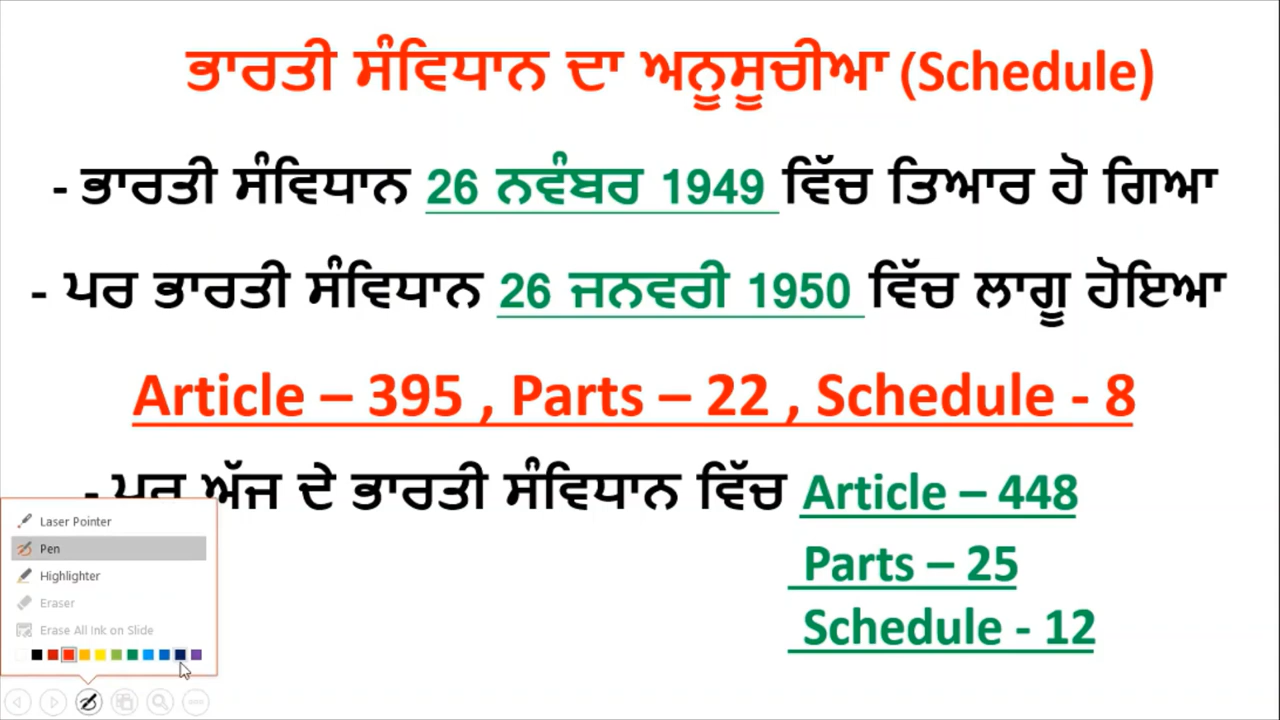 ਭਾਰਤੀ ਸੰਵਿਧਾਨ ਦਾ ਅਨੂਸੂਚੀਆ (Schedule)
- ਭਾਰਤੀ ਸੰਵਿਧਾਨ 26 ਨਵੰਬਰ 1949 ਵਿੱਚ ਤਿਆਰ ਹੋ ਗਿਆ
- ਪਰ ਭਾਰਤੀ ਸੰਵਿਧਾਨ 26 ਜਨਵਰੀ 1950 ਵਿੱਚ ਲਾਗੂ ਹੋਇਆ
Article – 395 , Parts – 22 , Schedule - 8
- ਪਰ ਅੱਜ ਦੇ ਭਾਰਤੀ ਸੰਵਿਧਾਨ ਵਿੱਚ Article – 448
Parts – 25
Schedule - 12
Laser Pointer
Pen
Highlighter
Eraser
Erase All Ink on Slide